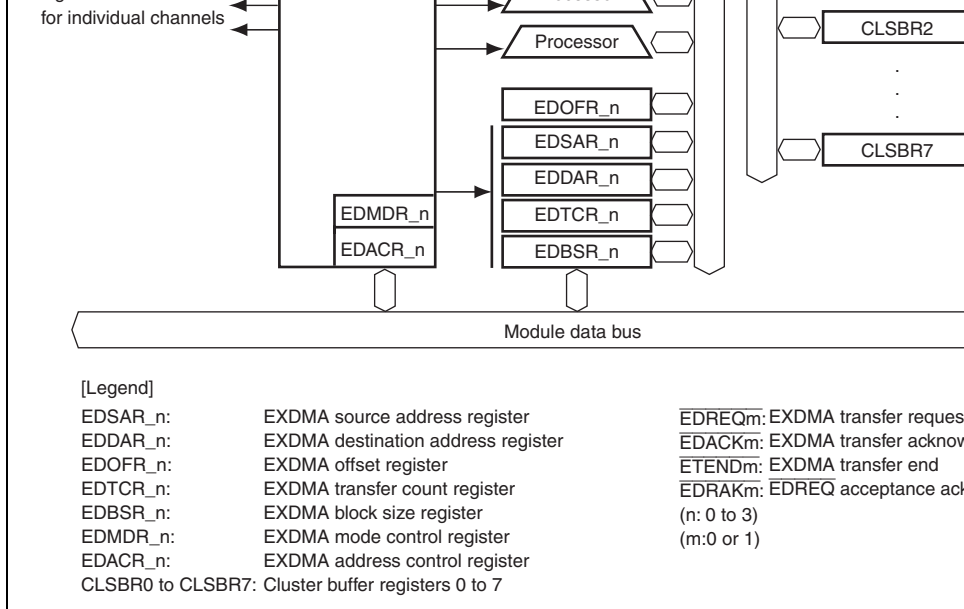 for individual channels
Processor
CLSBR2
.
.
.
EDOFR_n
EDSAR_n
CLSBR7
EDDAR_n
EDMDR_n
EDTCR_n
EDACR_n
EDBSR_n
Module data bus
[Legend]
EDSAR_n: EXDMA source address register
EDDAR_n: EXDMA destination address register
EDOFR_n: EXDMA offset register
EDTCR_n: EXDMA transfer count register
EDBSR_n: EXDMA block size register
EDMDR_n: EXDMA mode control register
EDACR_n: EXDMA address control register
CLSBR0 to CLSBR7: Cluster buffer registers 0 to 7
EDREQm: EXDMA transfer reques
EDACKm: EXDMA transfer acknow
ETENDm: EXDMA transfer end
EDRAKm: EDREQ acceptance ack
(n: 0 to 3)
(m:0 or 1)